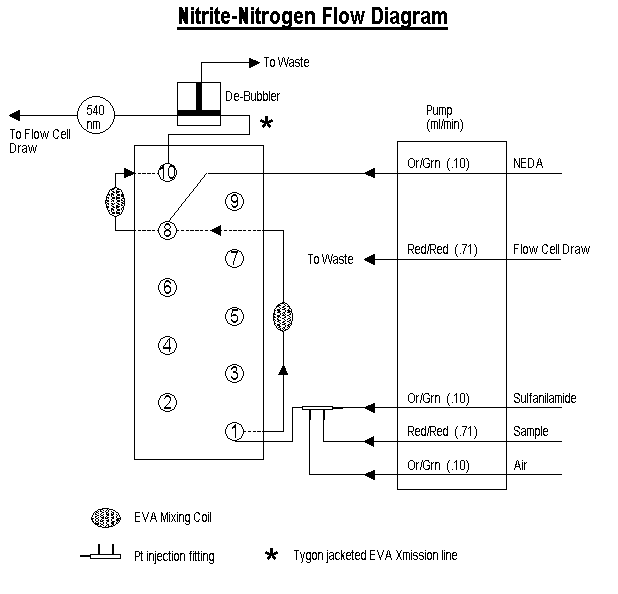 Nitrite-Nitrogen Flow Diagram
To Waste
De-Bubbler
540
nm
To Flow Cell
Draw
*
Pump
(ml/min)
10
Or/Grn (.10) NEDA
9
8
7
To Waste Red/Red (.71) Flow Cell Draw
6
5
4
3
2
Or/Grn (.10) Sulfanilamide
1
Red/Red (.71) Sample
Or/Grn (.10) Air
EVA Mixing Coil
Pt injection fitting
* Tygon jacketed EVA Xmission line